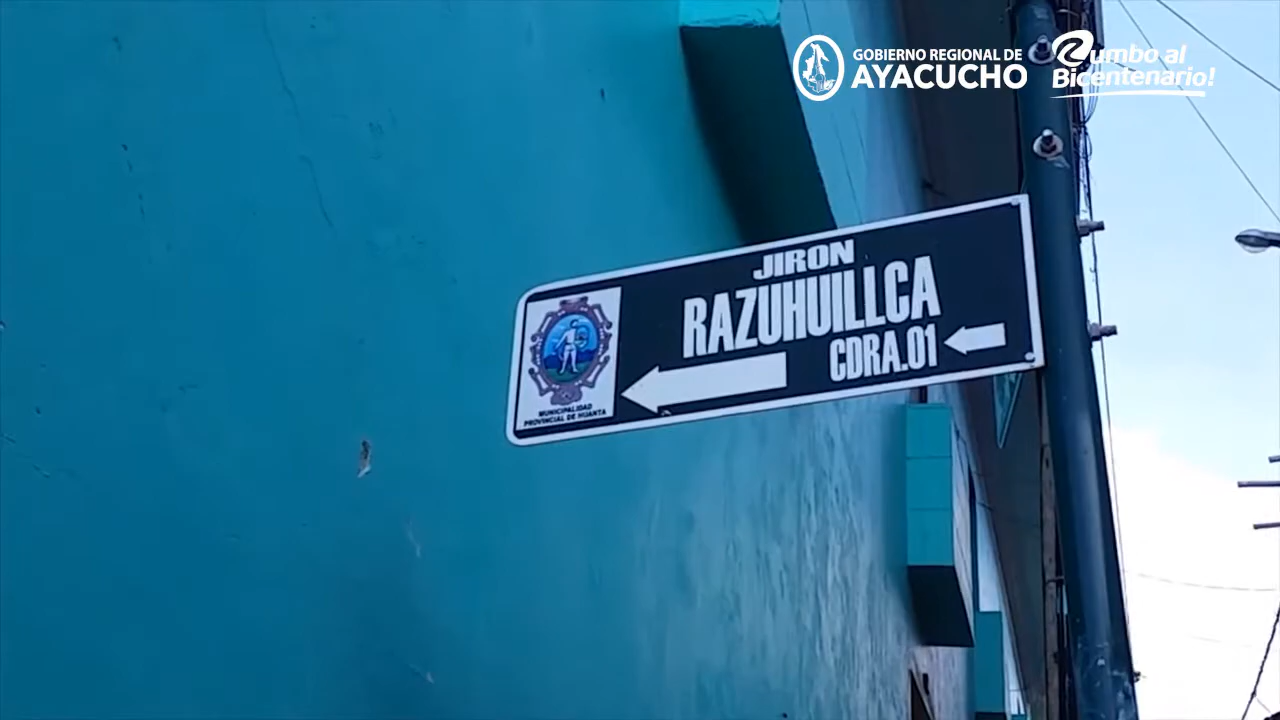 GOBIERNO REGIONAL DE
AYACUCHO
Rumbo al
Bicentenario!
JIRON
RAZUHUILLCA
CDRA.01
MUNICIPALIDAD
PROVINCIAL DE HUANTA